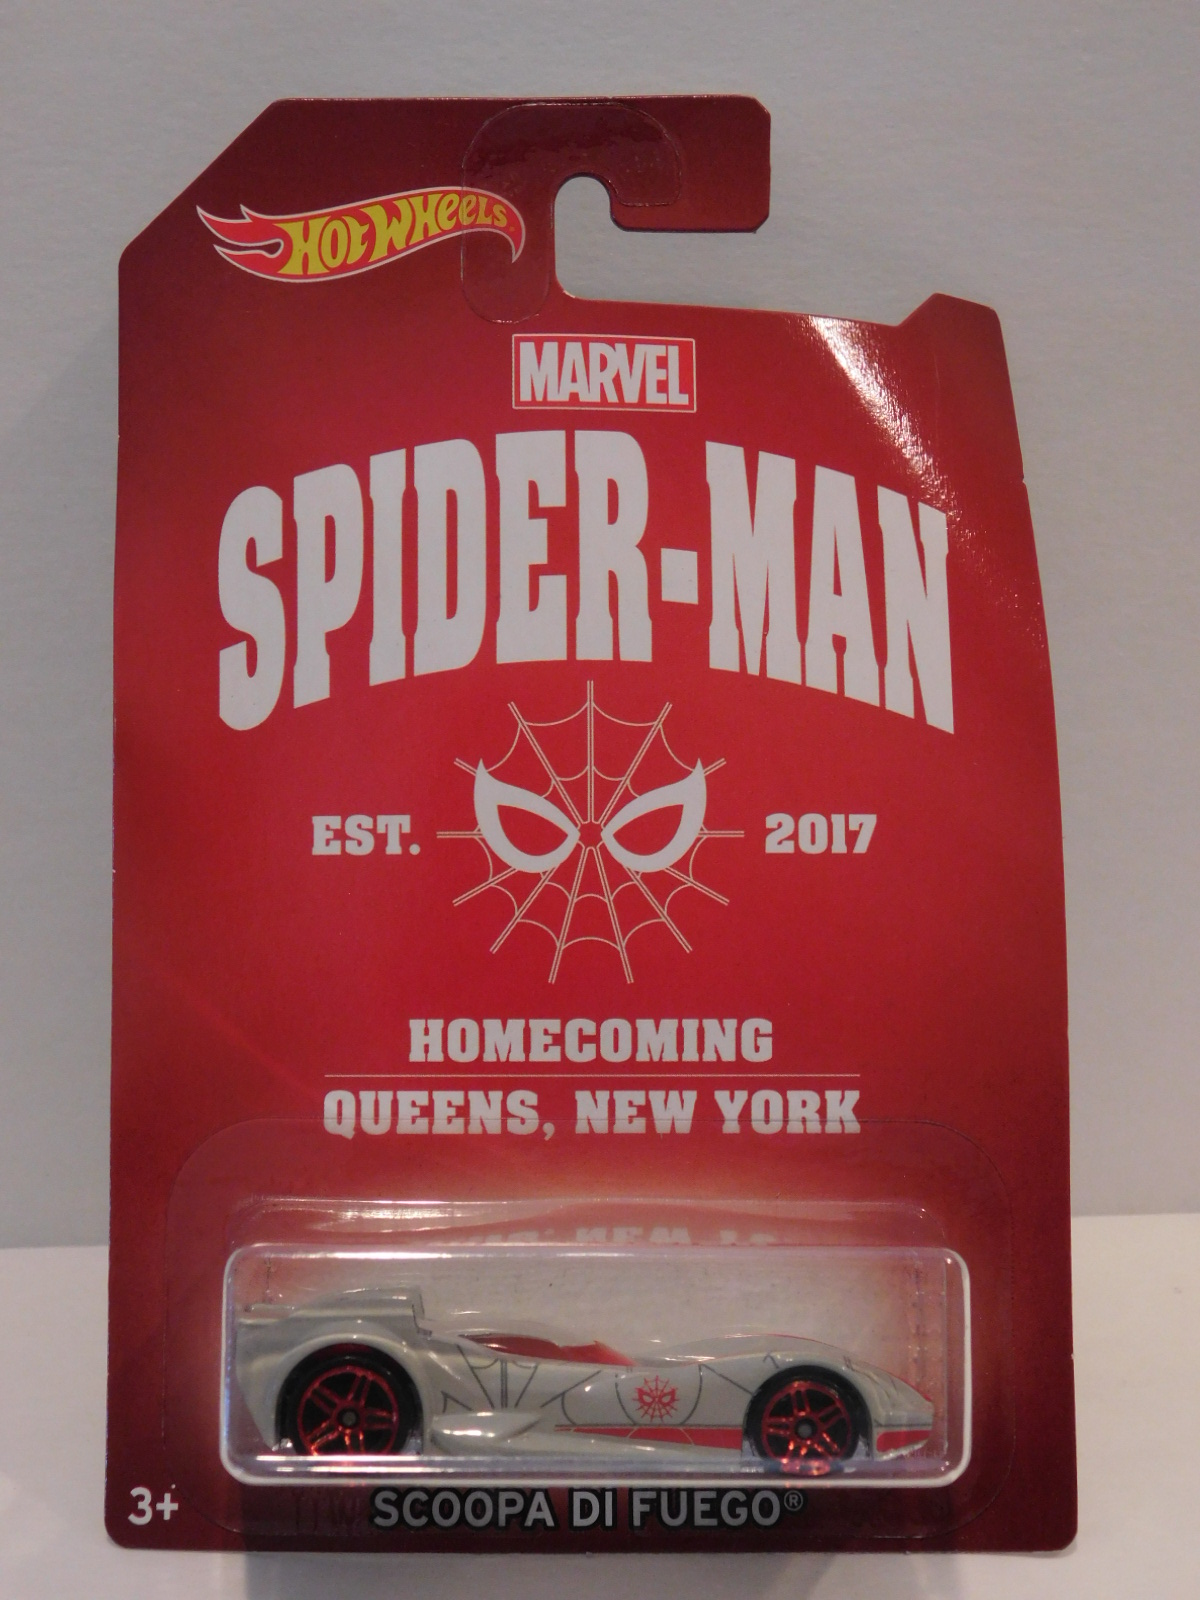 HOT WHEELS
MARVEL
SPIDER-MAN
EST. 2017
HOMECOMING
QUEENS, NEW YORK
3+ SCOOPA DI FUEGO®